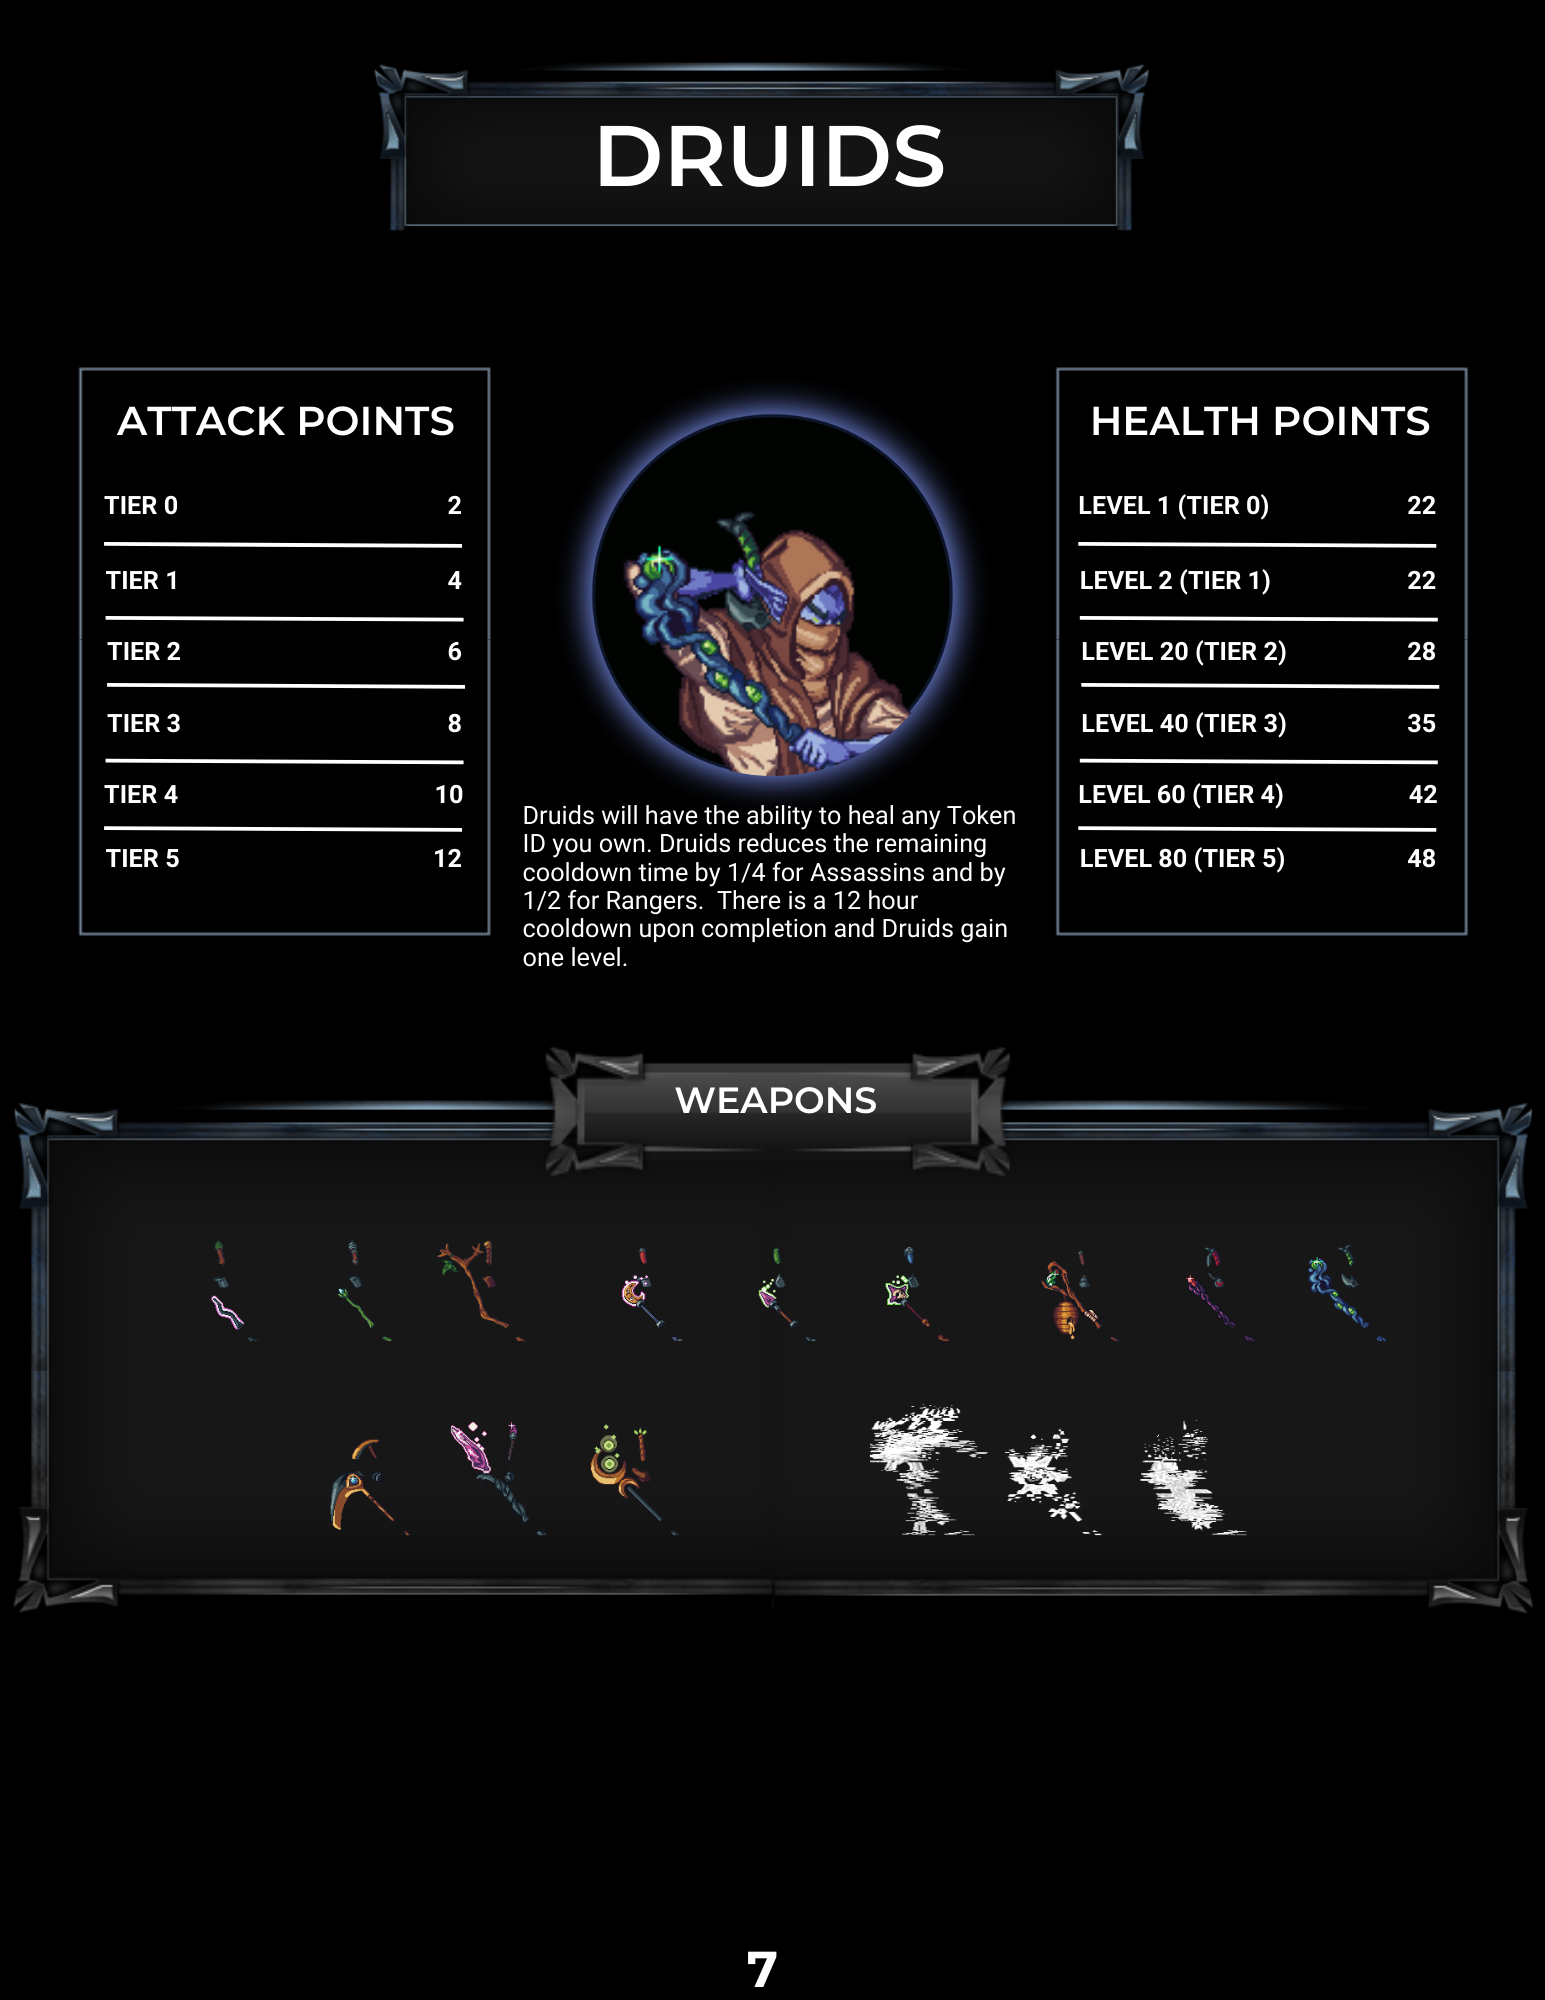 DRUIDS
ATTACK POINTS
TIER 0 2
TIER 1 4
TIER 2 6
TIER 3 8
TIER 4 10
TIER 5 12
Druids will have the ability to heal any Token
ID you own. Druids reduces the remaining
cooldown time by 1/4 for Assassins and by
1/2 for Rangers.  There is a 12 hour
cooldown upon completion and Druids gain
one level.
HEALTH POINTS
LEVEL 1 (TIER 0) 22
LEVEL 2 (TIER 1) 22
LEVEL 20 (TIER 2) 28
LEVEL 40 (TIER 3) 35
LEVEL 60 (TIER 4) 42
LEVEL 80 (TIER 5) 48
WEAPONS
7